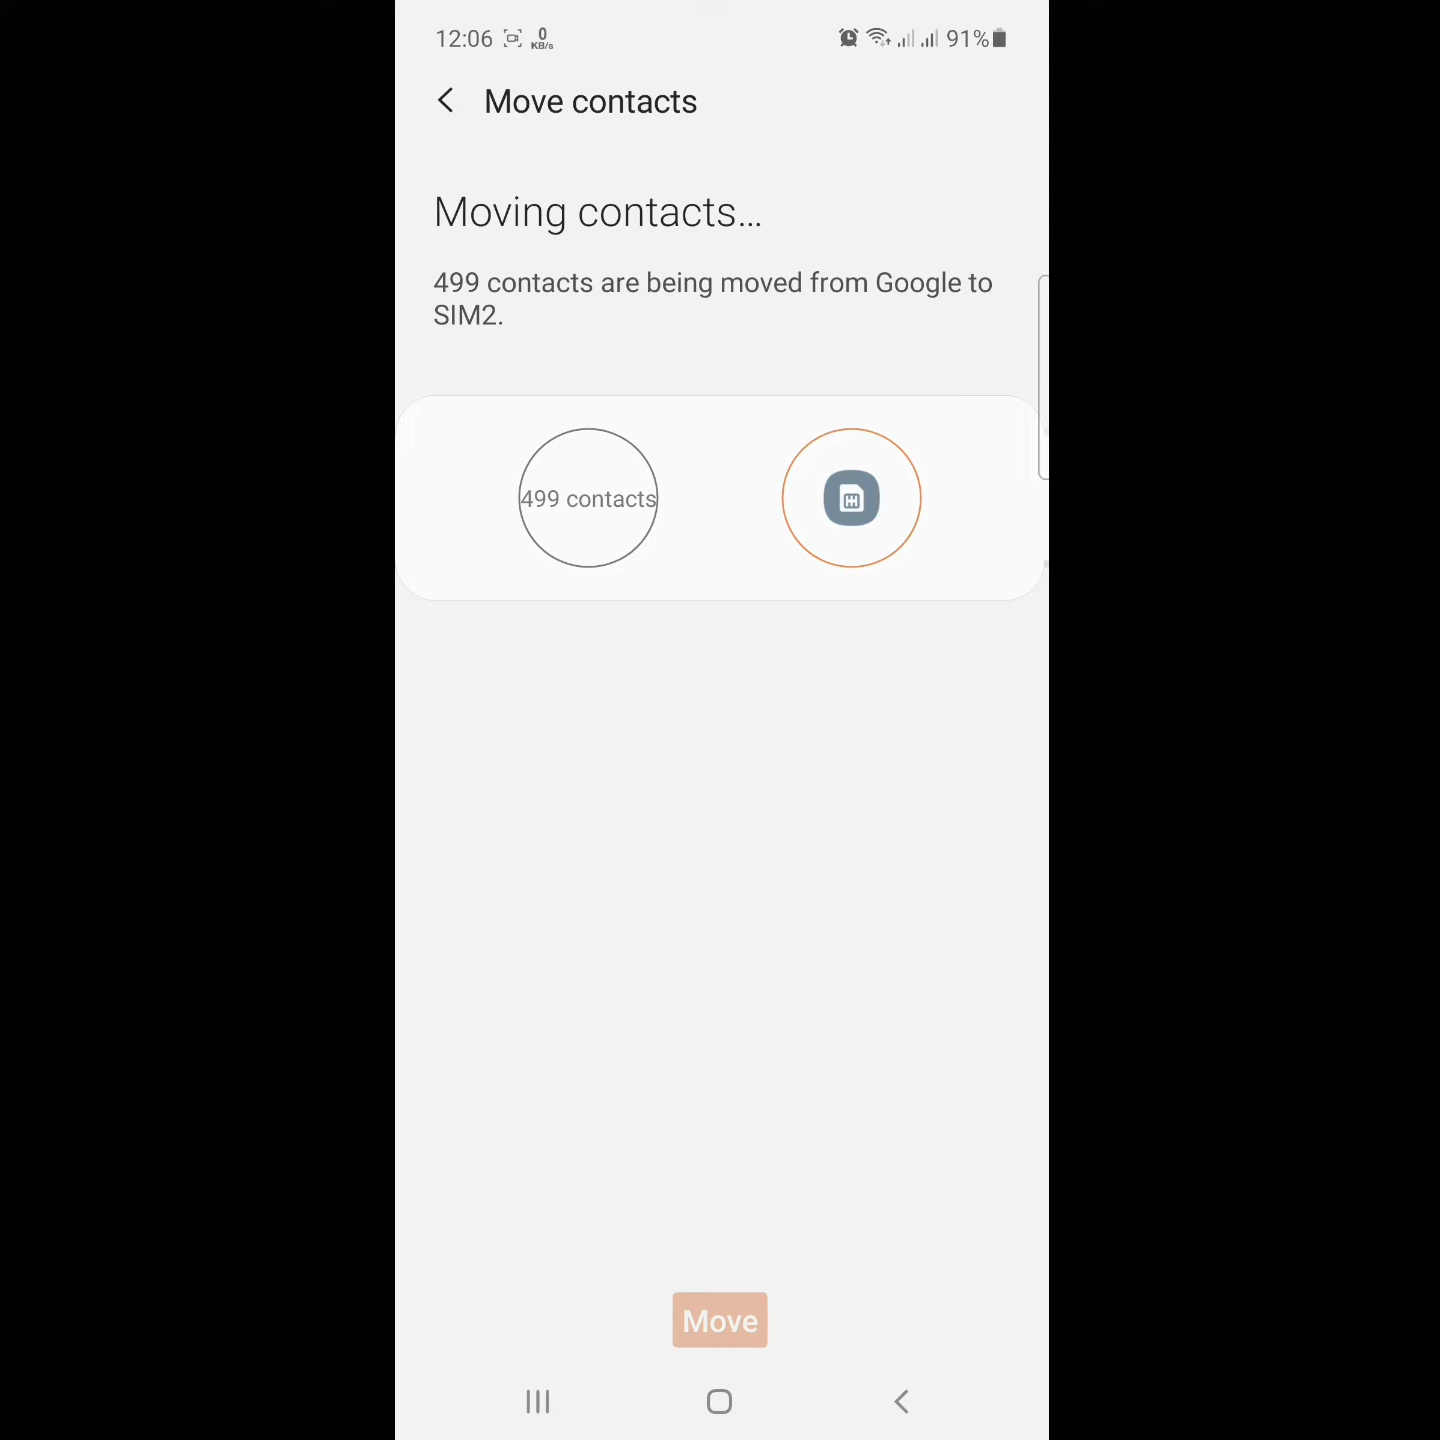 12:06 0 KB/s 91%
Move contacts
Moving contacts...
499 contacts are being moved from Google to
SIM2.
499 contacts
Move